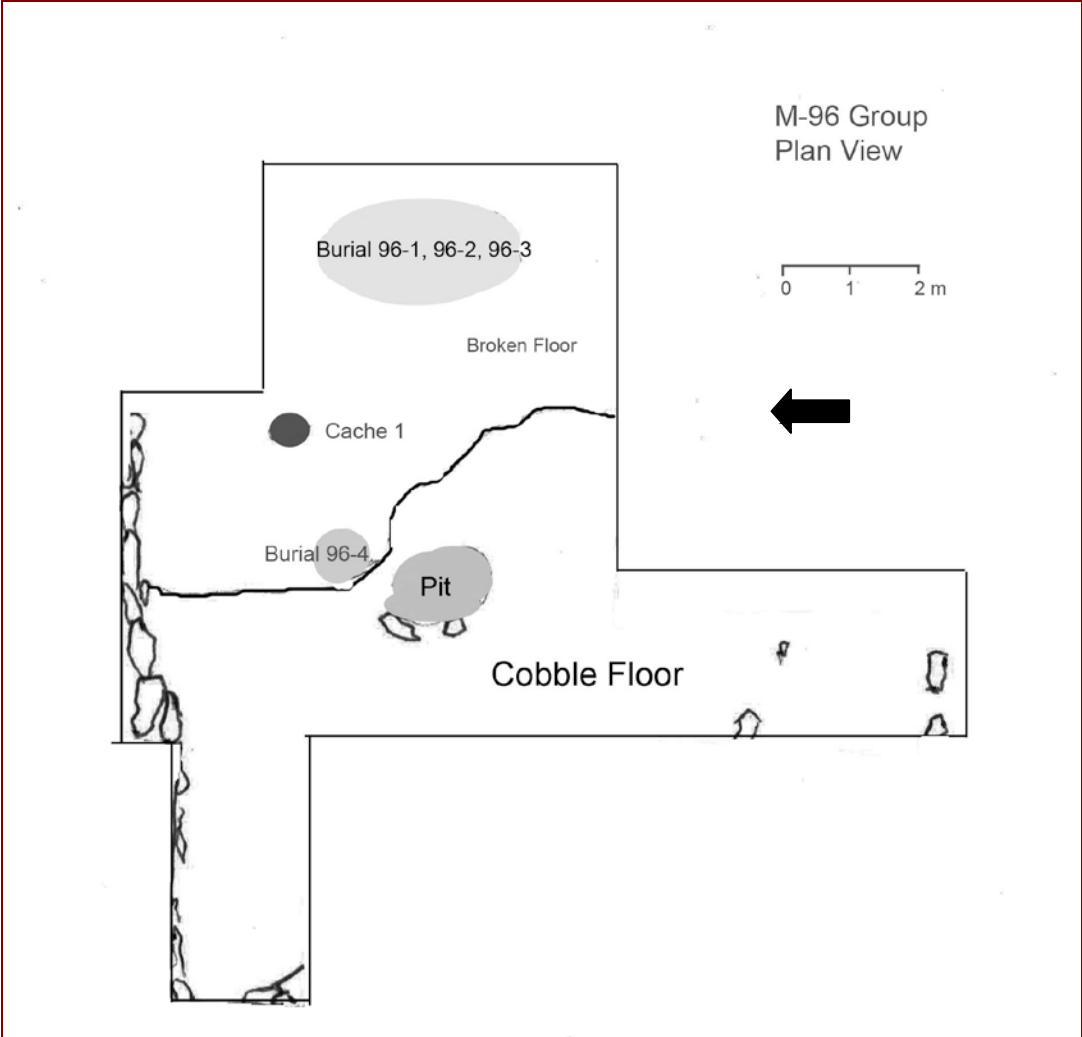 M-96 Group
Plan View
Burial 96-1, 96-2, 96-3
0 1 2 m
Broken Floor
Cache 1
Burial 96-4
Pit
Cobble Floor